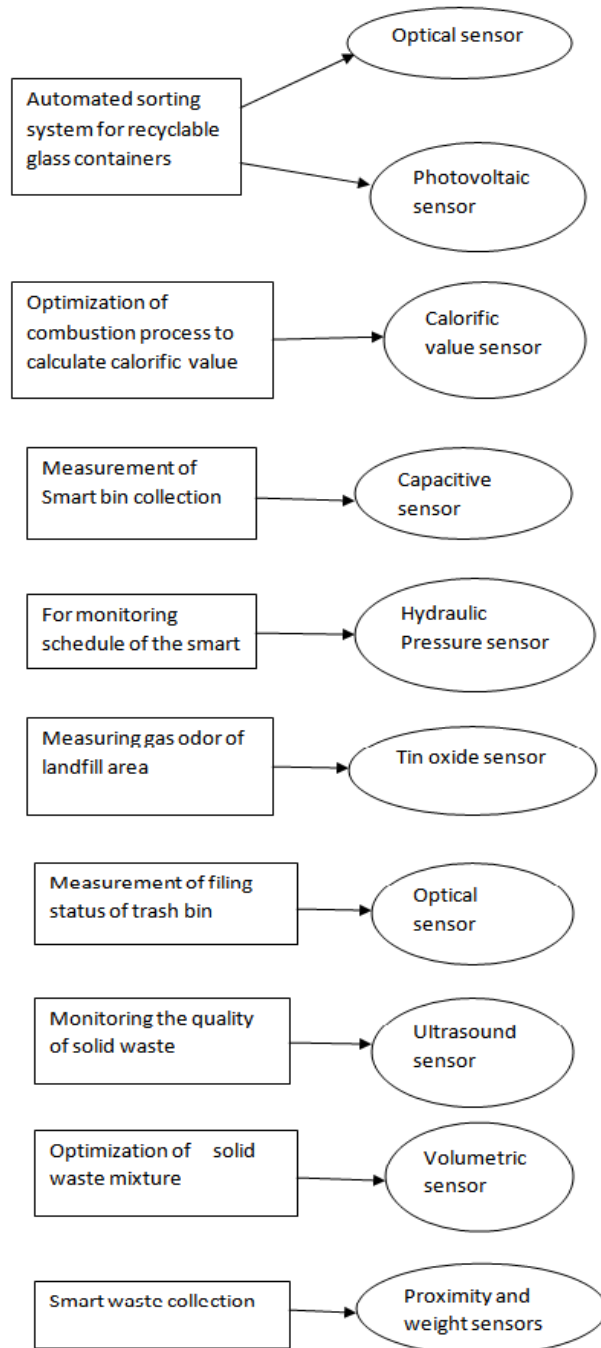 Optical sensor
Automated sorting
system for recyclable
glass containers
Photovoltaic
sensor
Optimization of
combustion process to
calculate calorific value
Calorific
value sensor
Measurement of
Smart bin collection
Capacitive
sensor
For monitoring
schedule of the smart
Hydraulic
Pressure sensor
Measuring gas odor of
landfill area
Tin oxide sensor
Measurement of filing
status of trash bin
Optical
sensor
Monitoring the quality
of solid waste
Ultrasound
sensor
Optimization of solid
waste mixture
Volumetric
sensor
Smart waste collection
Proximity and
weight sensors